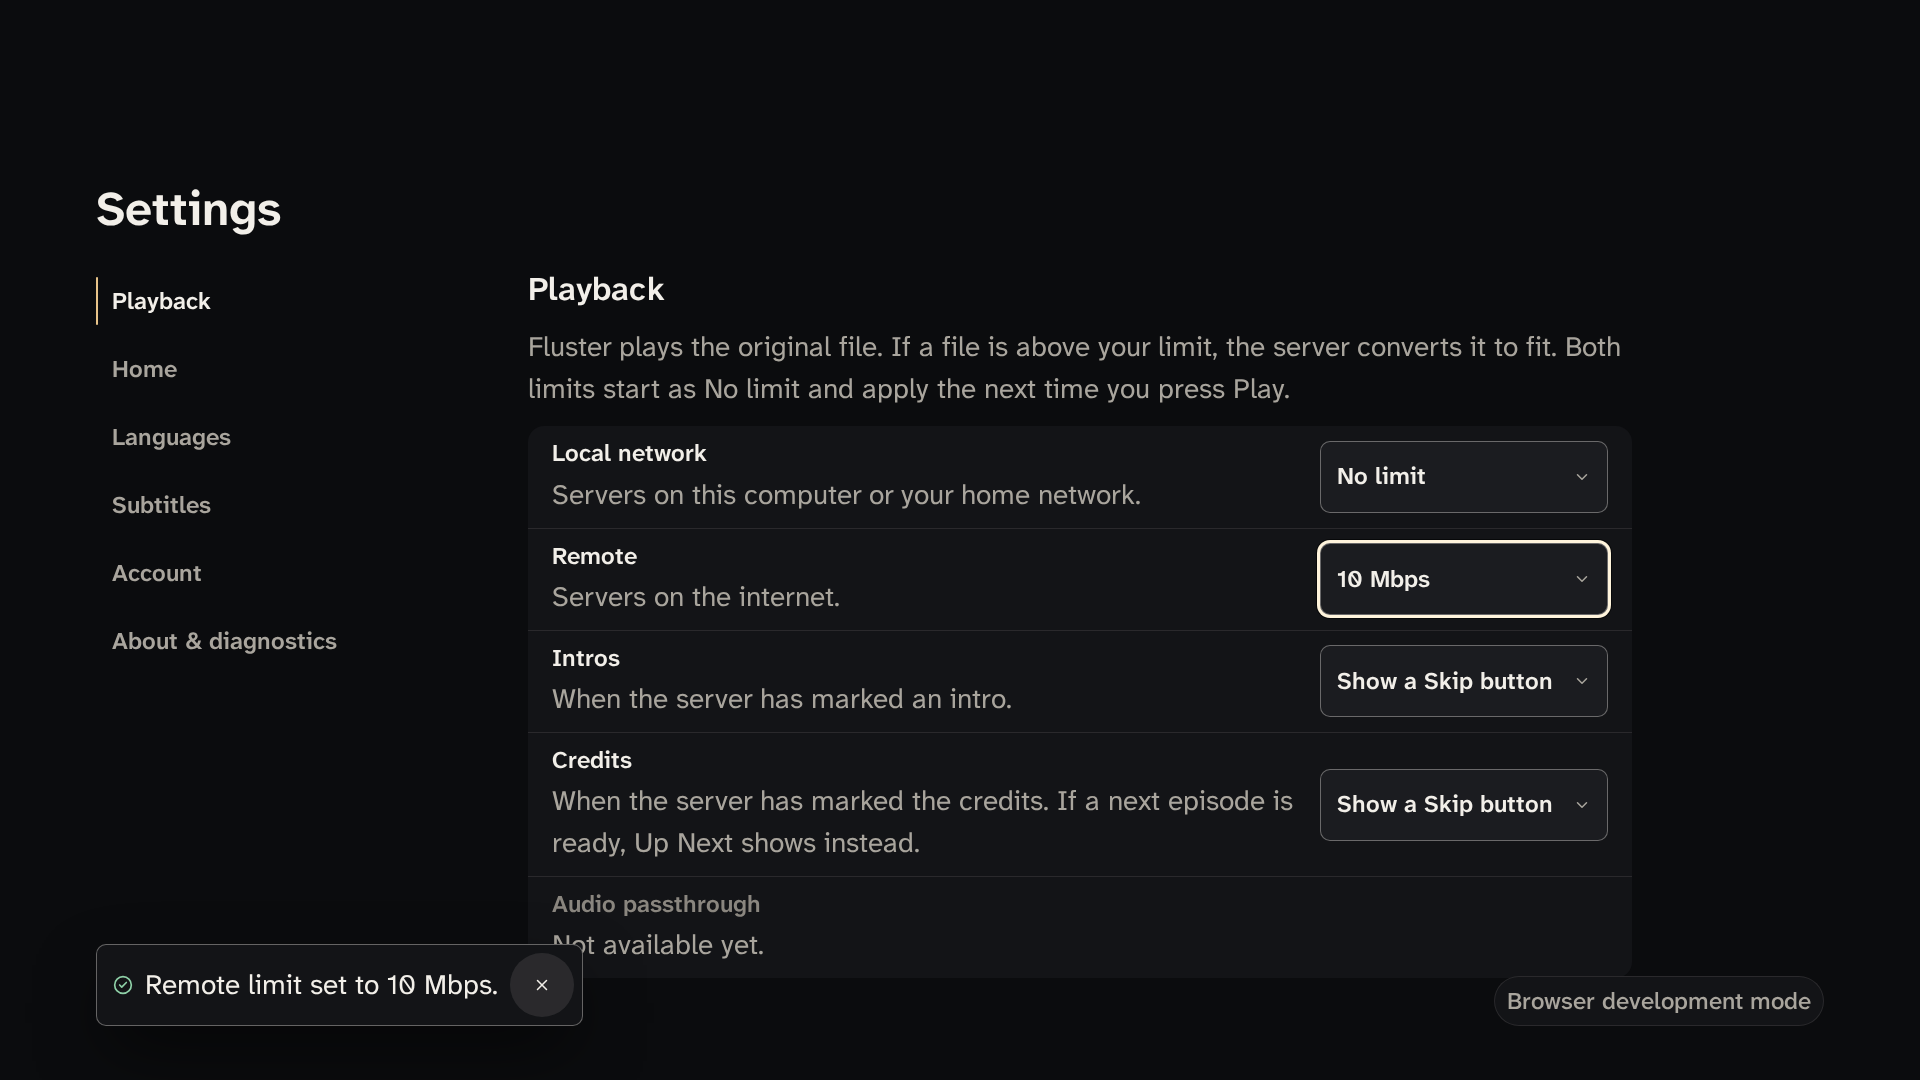 Settings
Playback
Home
Languages
Subtitles
Account
About & diagnostics
Playback
Fluster plays the original file. If a file is above your limit, the server converts it to fit. Both
limits start as No limit and apply the next time you press Play.
Local network
Servers on this computer or your home network.
No limit
Remote
Servers on the internet.
10 Mbps
Intros
When the server has marked an intro.
Show a Skip button
Credits
When the server has marked the credits. If a next episode is
ready, Up Next shows instead.
Show a Skip button
Audio passthrough
Not available yet.
Remote limit set to 10 Mbps.
Browser development mode